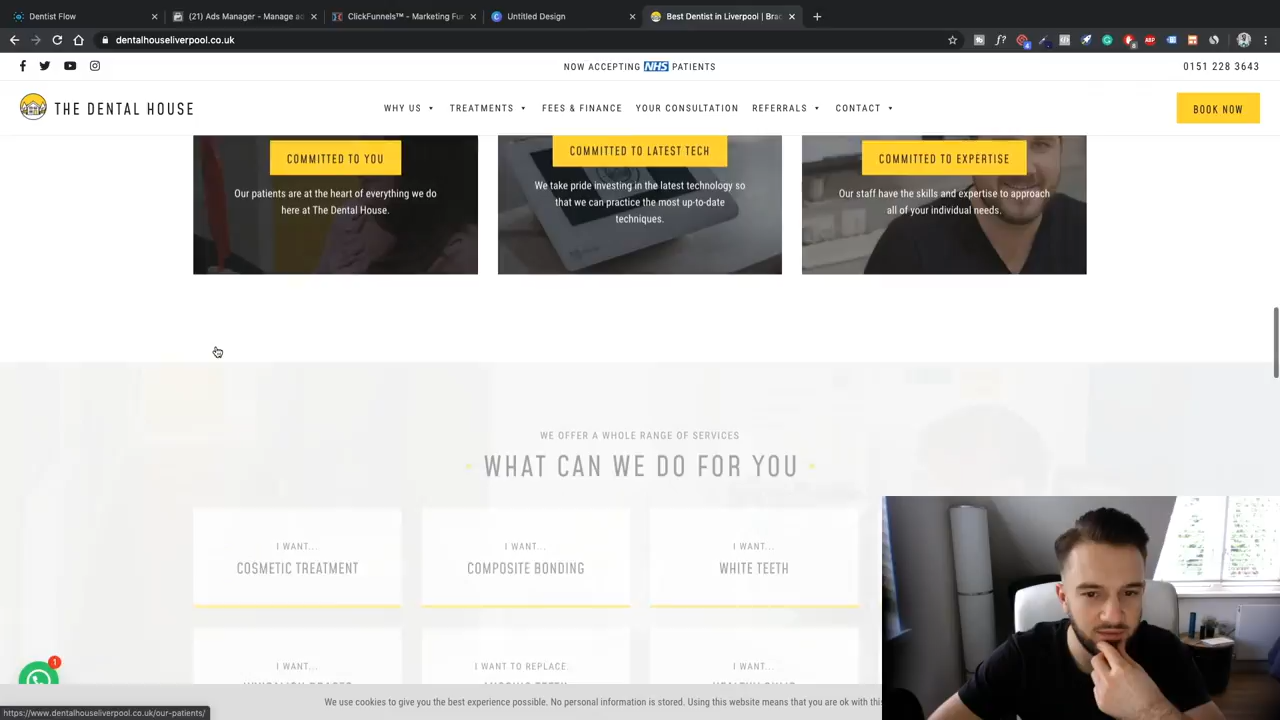 Dentist Flow
(21) Ads Manager - Manage ad
ClickFunnels™ - Marketing Fun
Untitled Design
Best Dentist in Liverpool | Brac
dentalhouseliverpool.co.uk
NOW ACCEPTING NHS PATIENTS
0151 228 3643
THE DENTAL HOUSE
WHY US
TREATMENTS
FEES & FINANCE
YOUR CONSULTATION
REFERRALS
CONTACT
BOOK NOW
COMMITTED TO YOU
Our patients are at the heart of everything we do
here at The Dental House.
COMMITTED TO LATEST TECH
We take pride investing in the latest technology so
that we can practice the most up-to-date
techniques.
COMMITTED TO EXPERTISE
Our staff have the skills and expertise to approach
all of your individual needs.
WE OFFER A WHOLE RANGE OF SERVICES
WHAT CAN WE DO FOR YOU
I WANT...
COSMETIC TREATMENT
I WANT...
COMPOSITE BONDING
I WANT...
WHITE TEETH
I WANT...
I WANT TO REPLACE
I WANT...
1
We use cookies to give you the best experience possible. No personal information is stored. Using this website means that you are ok with this
https://www.dentalhouseliverpool.co.uk/our-patients/